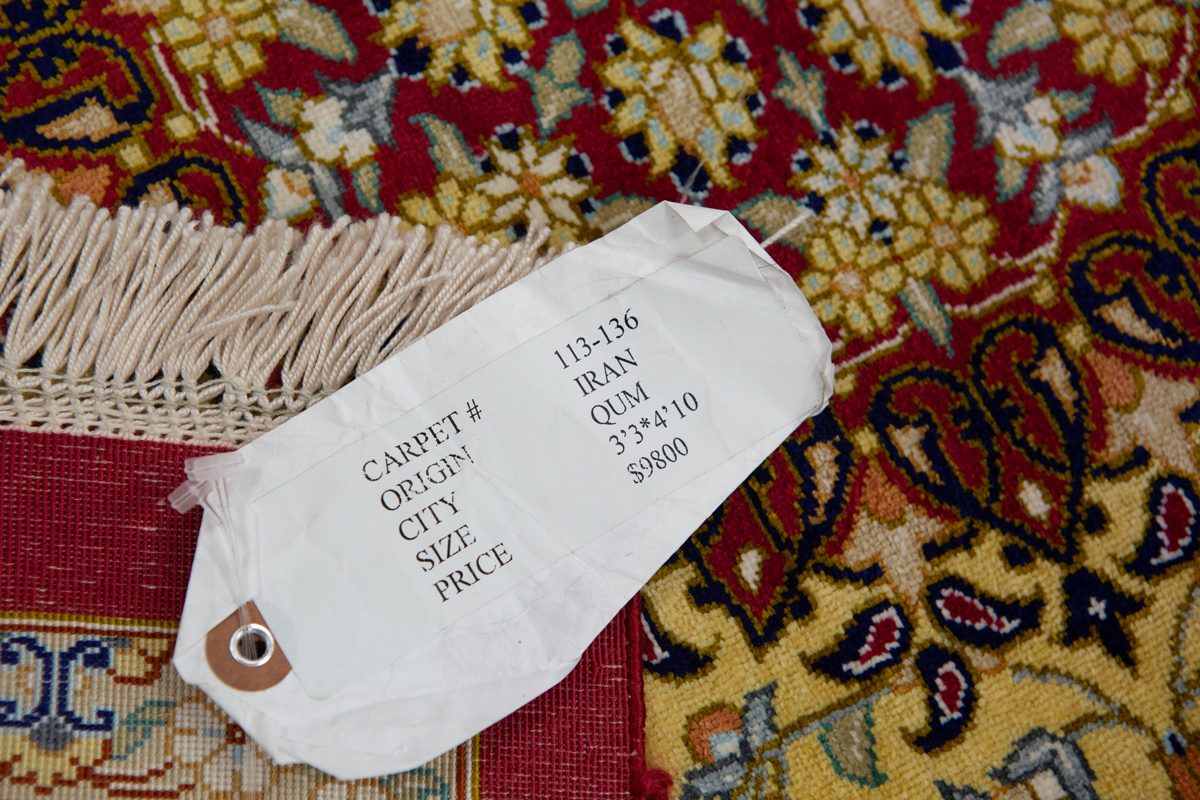 CARPET # 113-136
ORIGIN IRAN
CITY QUM
SIZE 3'3*4'10
PRICE $9800